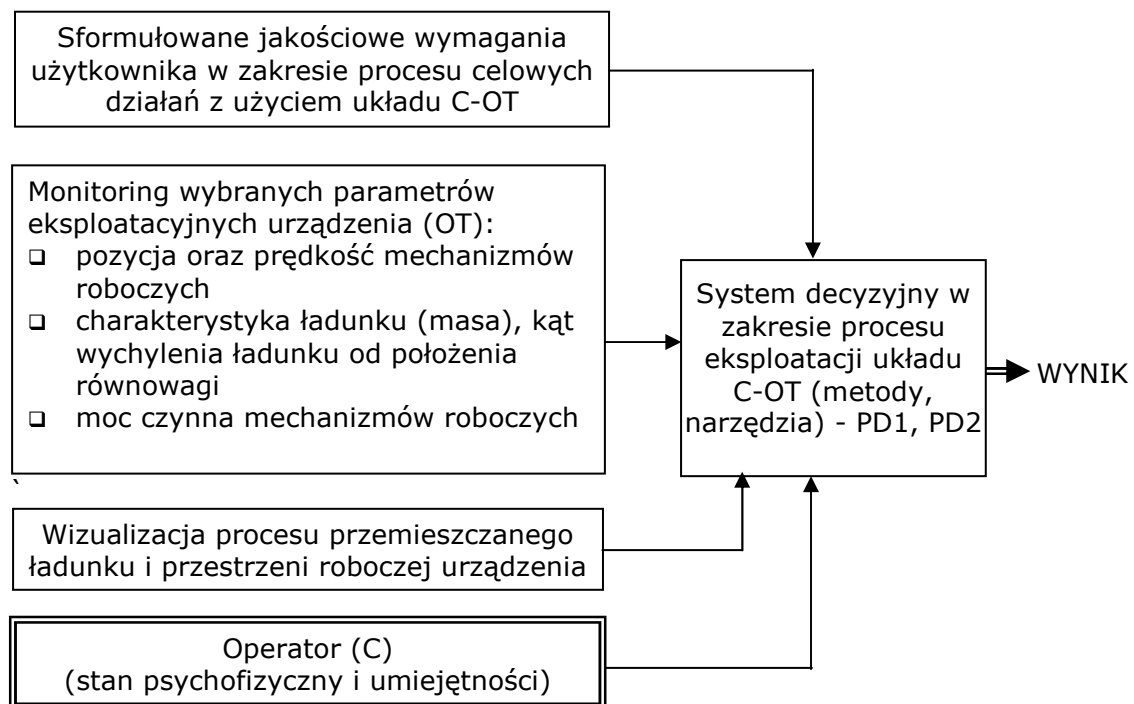 Sformułowane jakościowe wymagania
użytkownika w zakresie procesu celowych
działań z użyciem układu C-OT
Monitoring wybranych parametrów
eksploatacyjnych urządzenia (OT):
❑ pozycja oraz prędkość mechanizmów
roboczych
❑ charakterystyka ładunku (masa), kąt
wychylenia ładunku od położenia
równowagi
❑ moc czynna mechanizmów roboczych
`
Wizualizacja procesu przemieszczanego
ładunku i przestrzeni roboczej urządzenia
Operator (C)
(stan psychofizyczny i umiejętności)
System decyzyjny w
zakresie procesu
eksploatacji układu
C-OT (metody,
narzędzia) - PD1, PD2
WYNIK